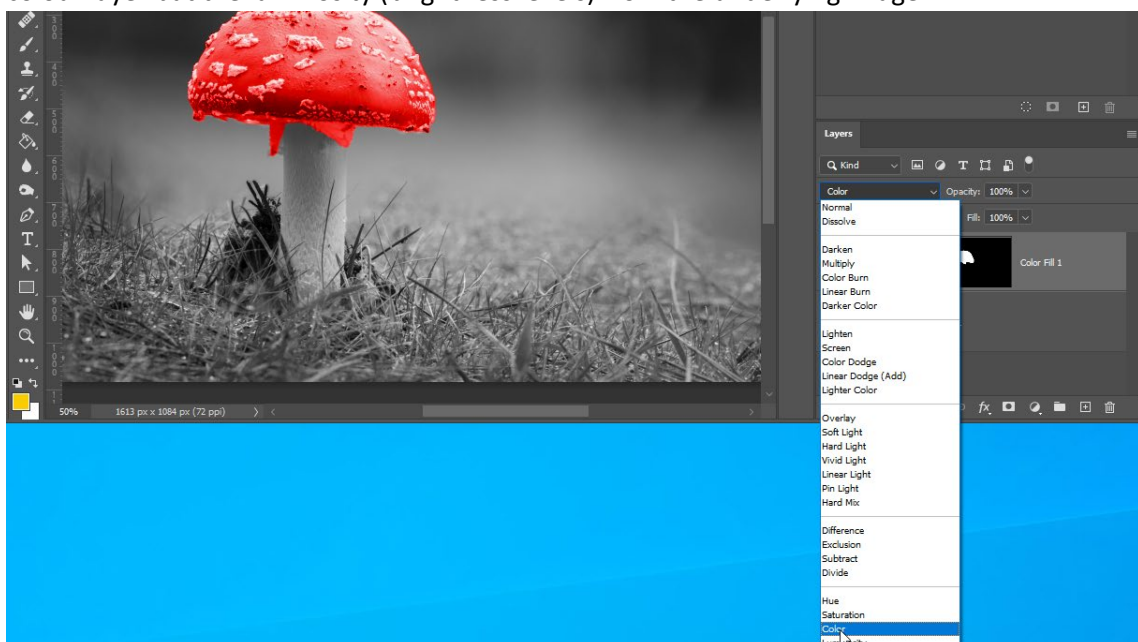 Layers
Kind
Color
Opacity: 100%
Normal
Dissolve
Fill: 100%
Darken
Multiply
Color Fill 1
Color Burn
Linear Burn
Darker Color
Lighten
Screen
Color Dodge
Linear Dodge (Add)
Lighter Color
50% 1613 px x 1084 px (72 ppi)
Overlay
Soft Light
Hard Light
Vivid Light
Linear Light
Pin Light
Hard Mix
Difference
Exclusion
Subtract
Divide
Hue
Saturation
Color